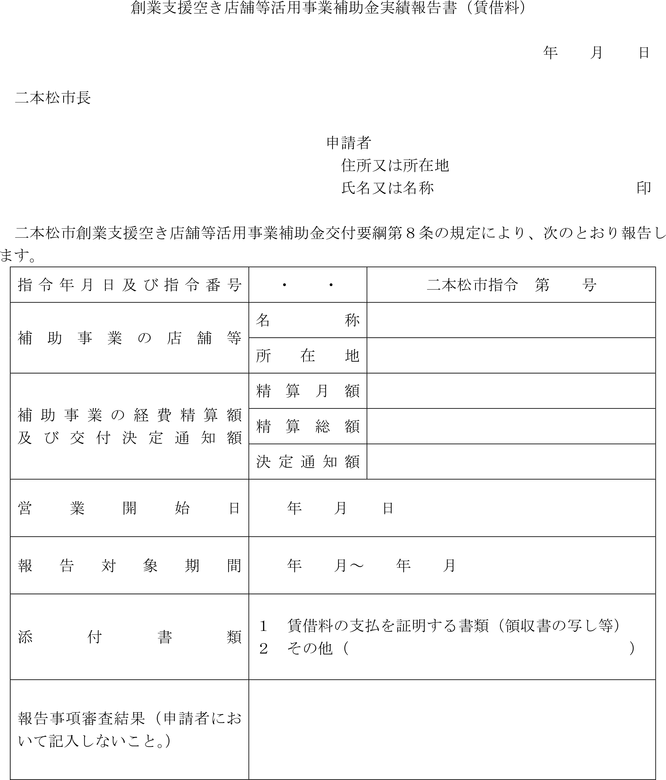 創業支援空き店舗等活用事業補助金実績報告書（賃借料）
年　　月　　日
二本松市長
申請者
住所又は所在地
氏名又は名称　　　　　　　　　　　　　印
二本松市創業支援空き店舗等活用事業補助金交付要綱第８条の規定により、次のとおり報告し
ます。
指令年月日及び指令番号　・　・　二本松市指令　第　　号
補助事業の店舗等
名称
所在地
補助事業の経費精算額
及び交付決定通知額
精算月額
精算総額
決定通知額
営業開始日　年　　月　　日
報告対象期間　年　　月～　　年　　月
添付書類
１　賃借料の支払を証明する書類（領収書の写し等）
２　その他（　　　　　　　　　　　　　　　　　　）
報告事項審査結果（申請者にお
いて記入しないこと。）